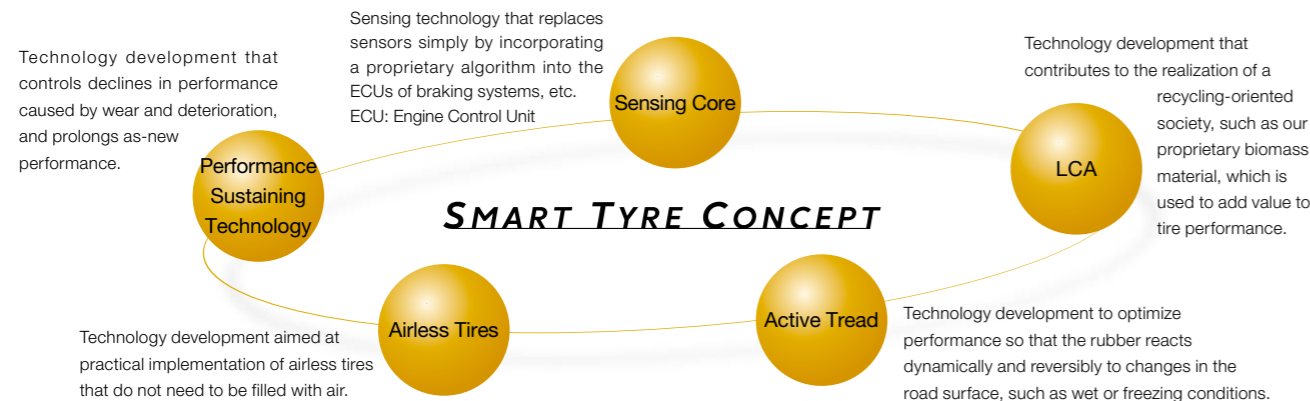 Technology development that
controls declines in performance
caused by wear and deterioration,
and prolongs as-new
performance.
Performance
Sustaining
Technology
Sensing technology that replaces
sensors simply by incorporating
a proprietary algorithm into the
ECUs of braking systems, etc.
ECU: Engine Control Unit
Sensing Core
Technology development that
contributes to the realization of a
recycling-oriented
society, such as our
proprietary biomass
material, which is
used to add value to
tire performance.
LCA
SMART TYRE CONCEPT
Airless Tires
Technology development aimed at
practical implementation of airless tires
that do not need to be filled with air.
Active Tread
Technology development to optimize
performance so that the rubber reacts
dynamically and reversibly to changes in the
road surface, such as wet or freezing conditions.